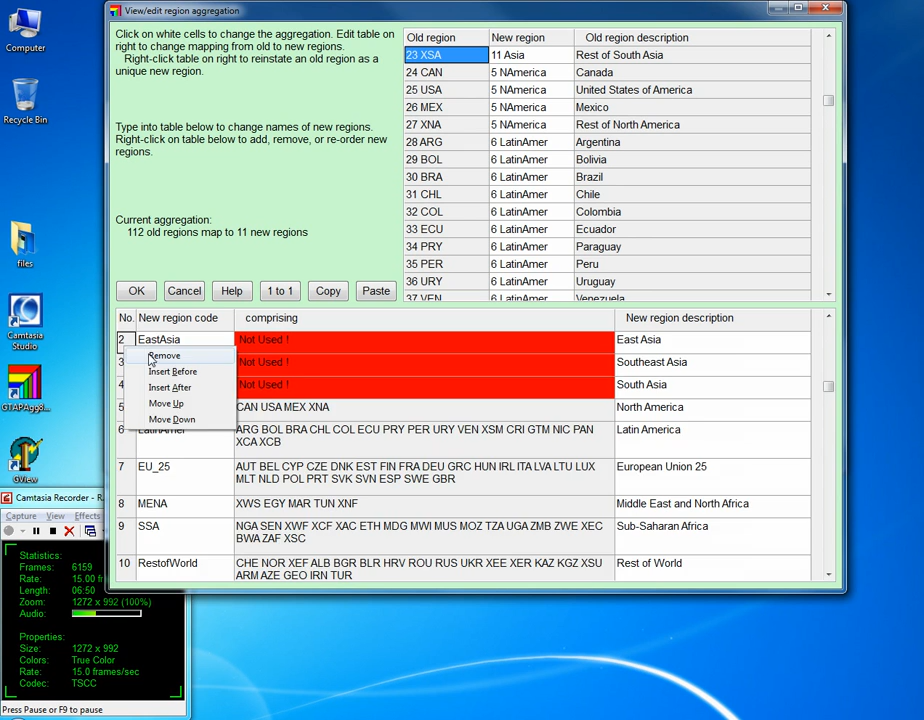 Computer
Recycle Bin
files
Camtasia
Studio
GTAPAgg8...
GView
View/edit region aggregation
Click on white cells to change the aggregation. Edit table on
right to change mapping from old to new regions.
Right-click table on right to reinstate an old region as a
unique new region.
Type into table below to change names of new regions.
Right-click on table below to add, remove, or re-order new
regions.
Current aggregation:
112 old regions map to 11 new regions
OK Cancel Help 1 to 1 Copy Paste
Old region New region Old region description
23 XSA 11 Asia Rest of South Asia
24 CAN 5 NAmerica Canada
25 USA 5 NAmerica United States of America
26 MEX 5 NAmerica Mexico
27 XNA 5 NAmerica Rest of North America
28 ARG 6 LatinAmer Argentina
29 BOL 6 LatinAmer Bolivia
30 BRA 6 LatinAmer Brazil
31 CHL 6 LatinAmer Chile
32 COL 6 LatinAmer Colombia
33 ECU 6 LatinAmer Ecuador
34 PRY 6 LatinAmer Paraguay
35 PER 6 LatinAmer Peru
36 URY 6 LatinAmer Uruguay
37 VEN 6 LatinAmer Venezuela
No. New region code comprising New region description
2 EastAsia Not Used ! East Asia
3 Not Used ! Southeast Asia
4 Not Used ! South Asia
5 CAN USA MEX XNA North America
LatinAmer ARG BOL BRA CHL COL ECU PRY PER URY VEN XSM CRI GTM NIC PAN Latin America
XCA XCB
7 EU_25 AUT BEL CYP CZE DNK EST FIN FRA DEU GRC HUN IRL ITA LVA LTU LUX European Union 25
MLT NLD POL PRT SVK SVN ESP SWE GBR
8 MENA XWS EGY MAR TUN XNF Middle East and North Africa
9 SSA NGA SEN XWF XCF XAC ETH MDG MWI MUS MOZ TZA UGA ZMB ZWE XEC Sub-Saharan Africa
BWA ZAF XSC
10 RestofWorld CHE NOR XEF ALB BGR BLR HRV ROU RUS UKR XEE XER KAZ KGZ XSU Rest of World
ARM AZE GEO IRN TUR
Remove
Insert Before
Insert After
Move Up
Move Down
Camtasia Recorder - R...
Capture View Effects
Statistics:
Frames: 6159
Rate: 15.00
Length: 06:50
Zoom: 1272 x 992 (100%)
Audio:
Properties:
Size: 1272 x 992
Colors: True Color
Rate: 15.0 frames/sec
Codec: TSCC
Press Pause or F9 to pause